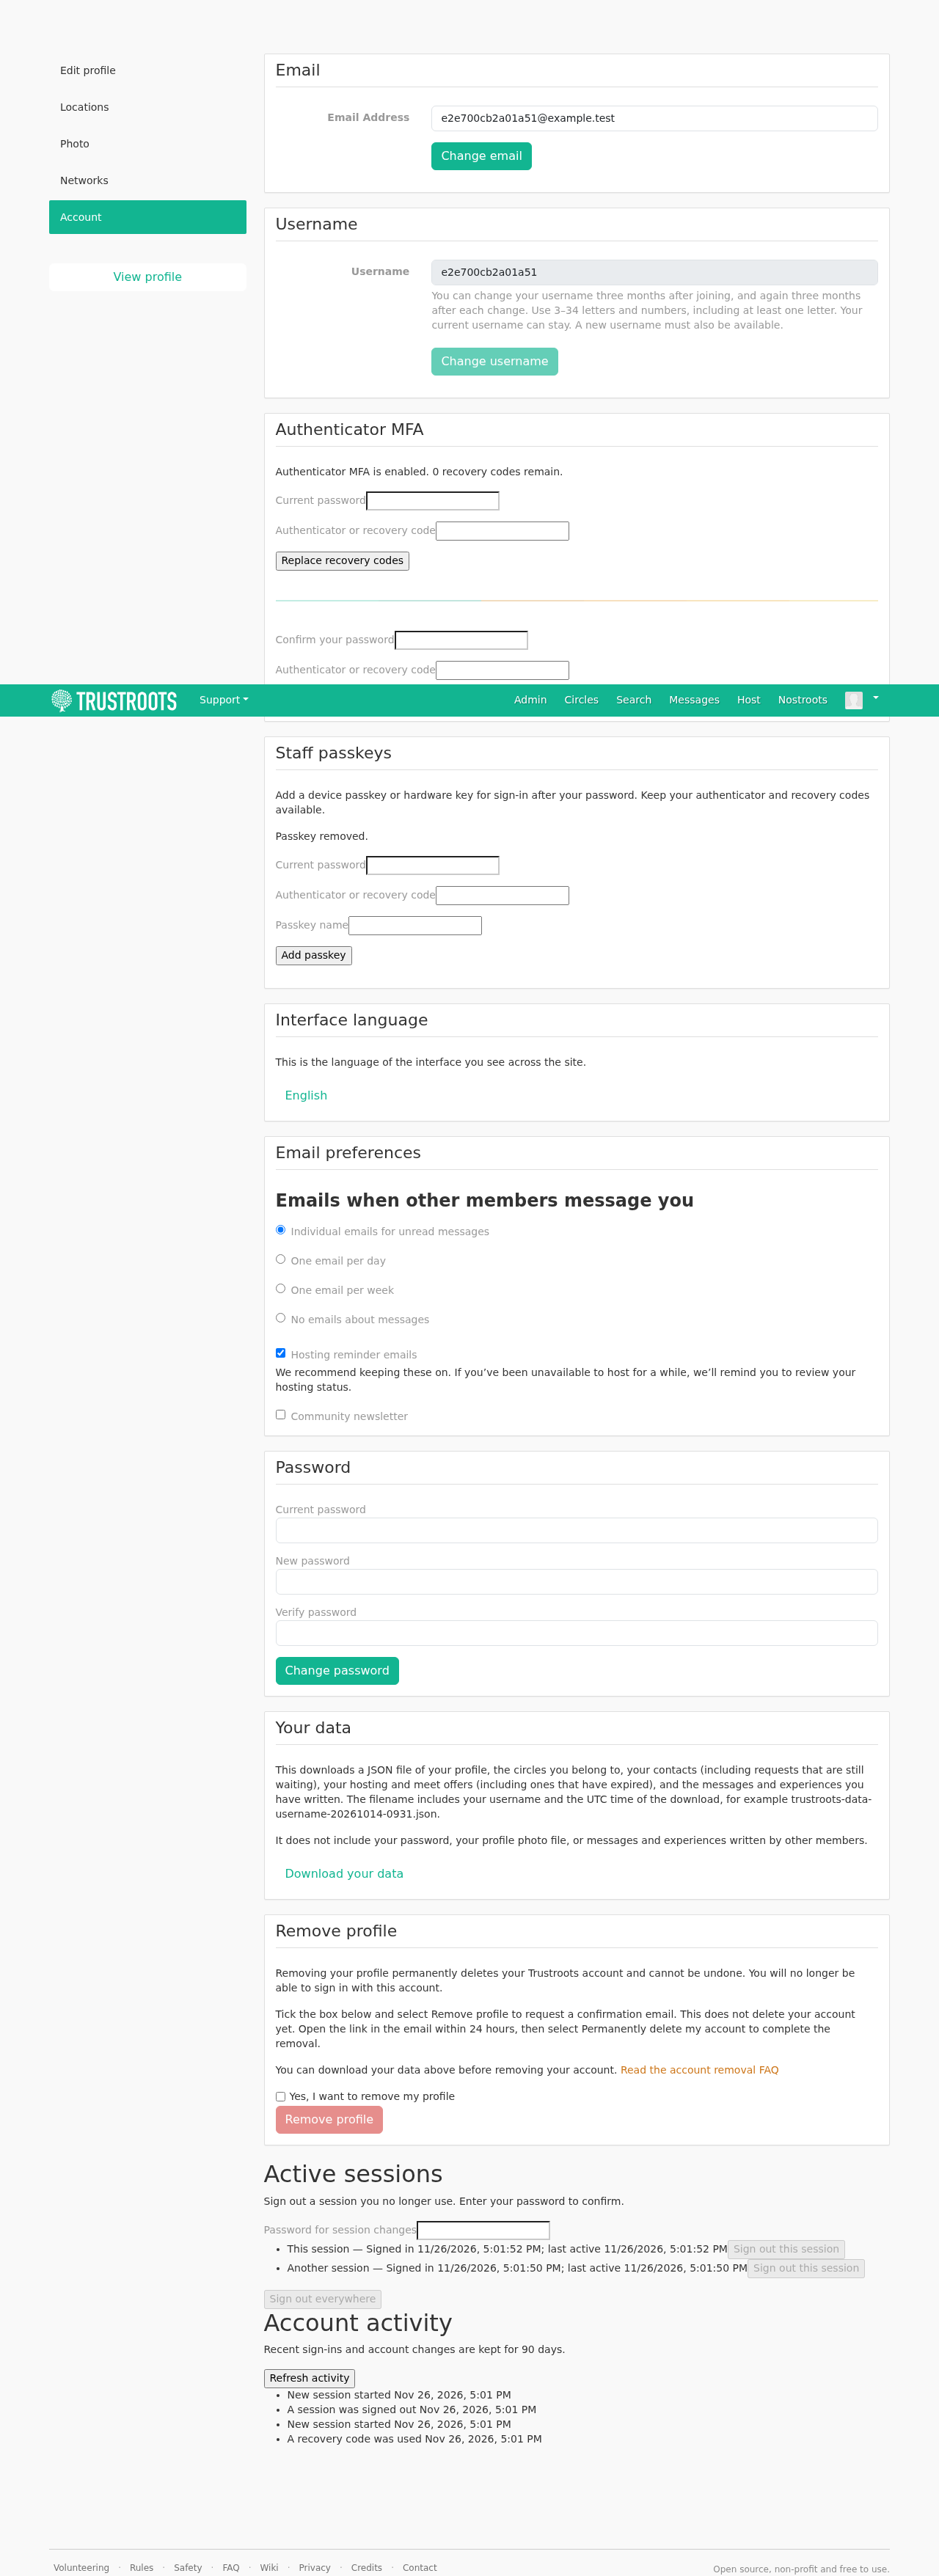 Edit profile
Locations
Photo
Networks
Account
View profile
Email
Email Address
e2e700cb2a01a51@example.test
Change email
Username
Username
e2e700cb2a01a51
You can change your username three months after joining, and again three months
after each change. Use 3–34 letters and numbers, including at least one letter. Your
current username can stay. A new username must also be available.
Change username
Authenticator MFA
Authenticator MFA is enabled. 0 recovery codes remain.
Current password
Authenticator or recovery code
Replace recovery codes
Confirm your password
Authenticator or recovery code
TRUSTROOTS
Support
Admin
Circles
Search
Messages
Host
Nostroots
Staff passkeys
Add a device passkey or hardware key for sign-in after your password. Keep your authenticator and recovery codes
available.
Passkey removed.
Current password
Authenticator or recovery code
Passkey name
Add passkey
Interface language
This is the language of the interface you see across the site.
English
Email preferences
Emails when other members message you
Individual emails for unread messages
One email per day
One email per week
No emails about messages
Hosting reminder emails
We recommend keeping these on. If you’ve been unavailable to host for a while, we’ll remind you to review your
hosting status.
Community newsletter
Password
Current password
New password
Verify password
Change password
Your data
This downloads a JSON file of your profile, the circles you belong to, your contacts (including requests that are still
waiting), your hosting and meet offers (including ones that have expired), and the messages and experiences you
have written. The filename includes your username and the UTC time of the download, for example trustroots-data-
username-20261014-0931.json.
It does not include your password, your profile photo file, or messages and experiences written by other members.
Download your data
Remove profile
Removing your profile permanently deletes your Trustroots account and cannot be undone. You will no longer be
able to sign in with this account.
Tick the box below and select Remove profile to request a confirmation email. This does not delete your account
yet. Open the link in the email within 24 hours, then select Permanently delete my account to complete the
removal.
You can download your data above before removing your account. Read the account removal FAQ
Yes, I want to remove my profile
Remove profile
Active sessions
Sign out a session you no longer use. Enter your password to confirm.
Password for session changes
• This session — Signed in 11/26/2026, 5:01:52 PM; last active 11/26/2026, 5:01:52 PM Sign out this session
• Another session — Signed in 11/26/2026, 5:01:50 PM; last active 11/26/2026, 5:01:50 PM Sign out this session
Sign out everywhere
Account activity
Recent sign-ins and account changes are kept for 90 days.
Refresh activity
• New session started Nov 26, 2026, 5:01 PM
• A session was signed out Nov 26, 2026, 5:01 PM
• New session started Nov 26, 2026, 5:01 PM
• A recovery code was used Nov 26, 2026, 5:01 PM
Volunteering · Rules · Safety · FAQ · Wiki · Privacy · Credits · Contact
Open source, non-profit and free to use.